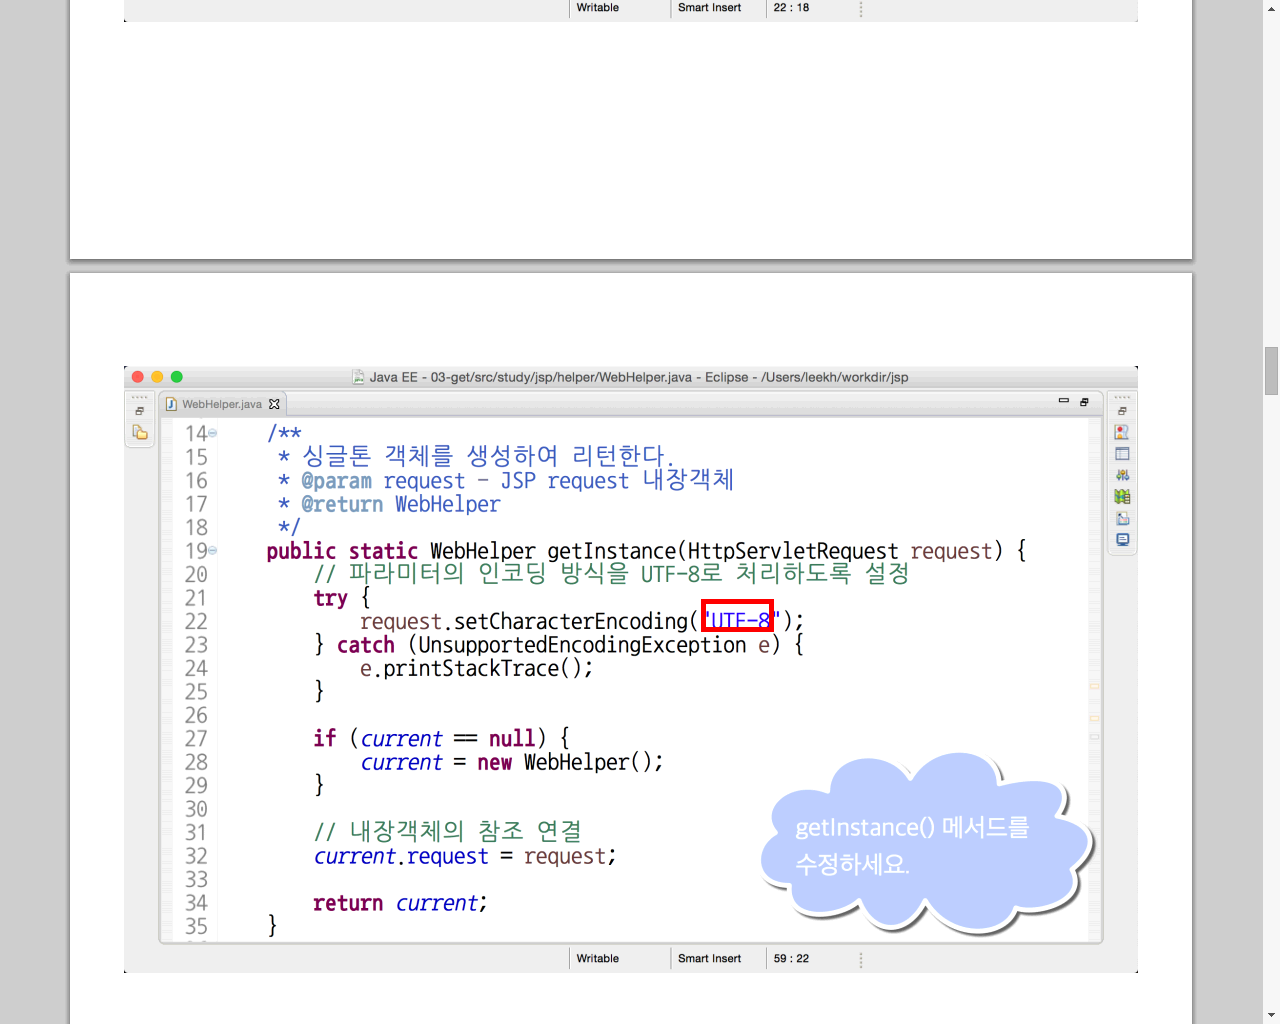 Writable Smart Insert 22 : 18
Java EE - 03-get/src/study/jsp/helper/WebHelper.java - Eclipse - /Users/leekh/workdir/jsp
WebHelper.java
14 /**
15 * 싱글톤 객체를 생성하여 리턴한다.
16 * @param request - JSP request 내장객체
17 * @return WebHelper
18 */
19 public static WebHelper getInstance(HttpServletRequest request) {
20 // 파라미터의 인코딩 방식을 UTF-8로 처리하도록 설정
21 try {
22 request.setCharacterEncoding("UTF-8");
23 } catch (UnsupportedEncodingException e) {
24 e.printStackTrace();
25 }
26
27 if (current == null) {
28 current = new WebHelper();
29 }
30
31 // 내장객체의 참조 연결
32 current.request = request;
33
34 return current;
35 }
getInstance() 메서드를
수정하세요.
Writable Smart Insert 59 : 22